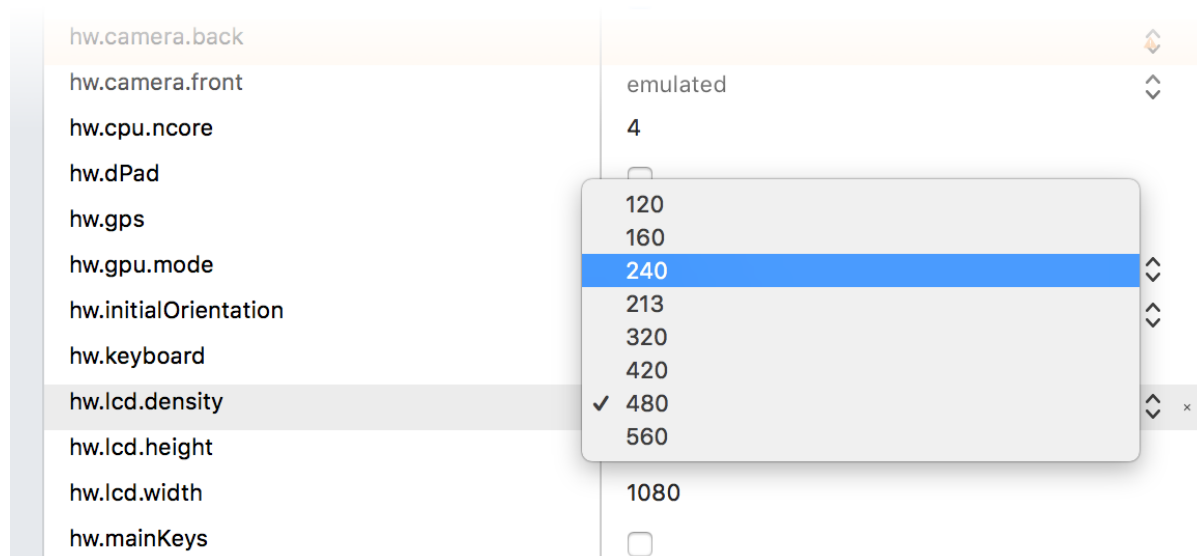 hw.camera.back
hw.camera.front emulated
hw.cpu.ncore 4
hw.dPad
hw.gps
hw.gpu.mode
hw.initialOrientation
hw.keyboard
hw.lcd.density
hw.lcd.height
hw.lcd.width 1080
hw.mainKeys
120
160
240
213
320
420
✓ 480
560
×